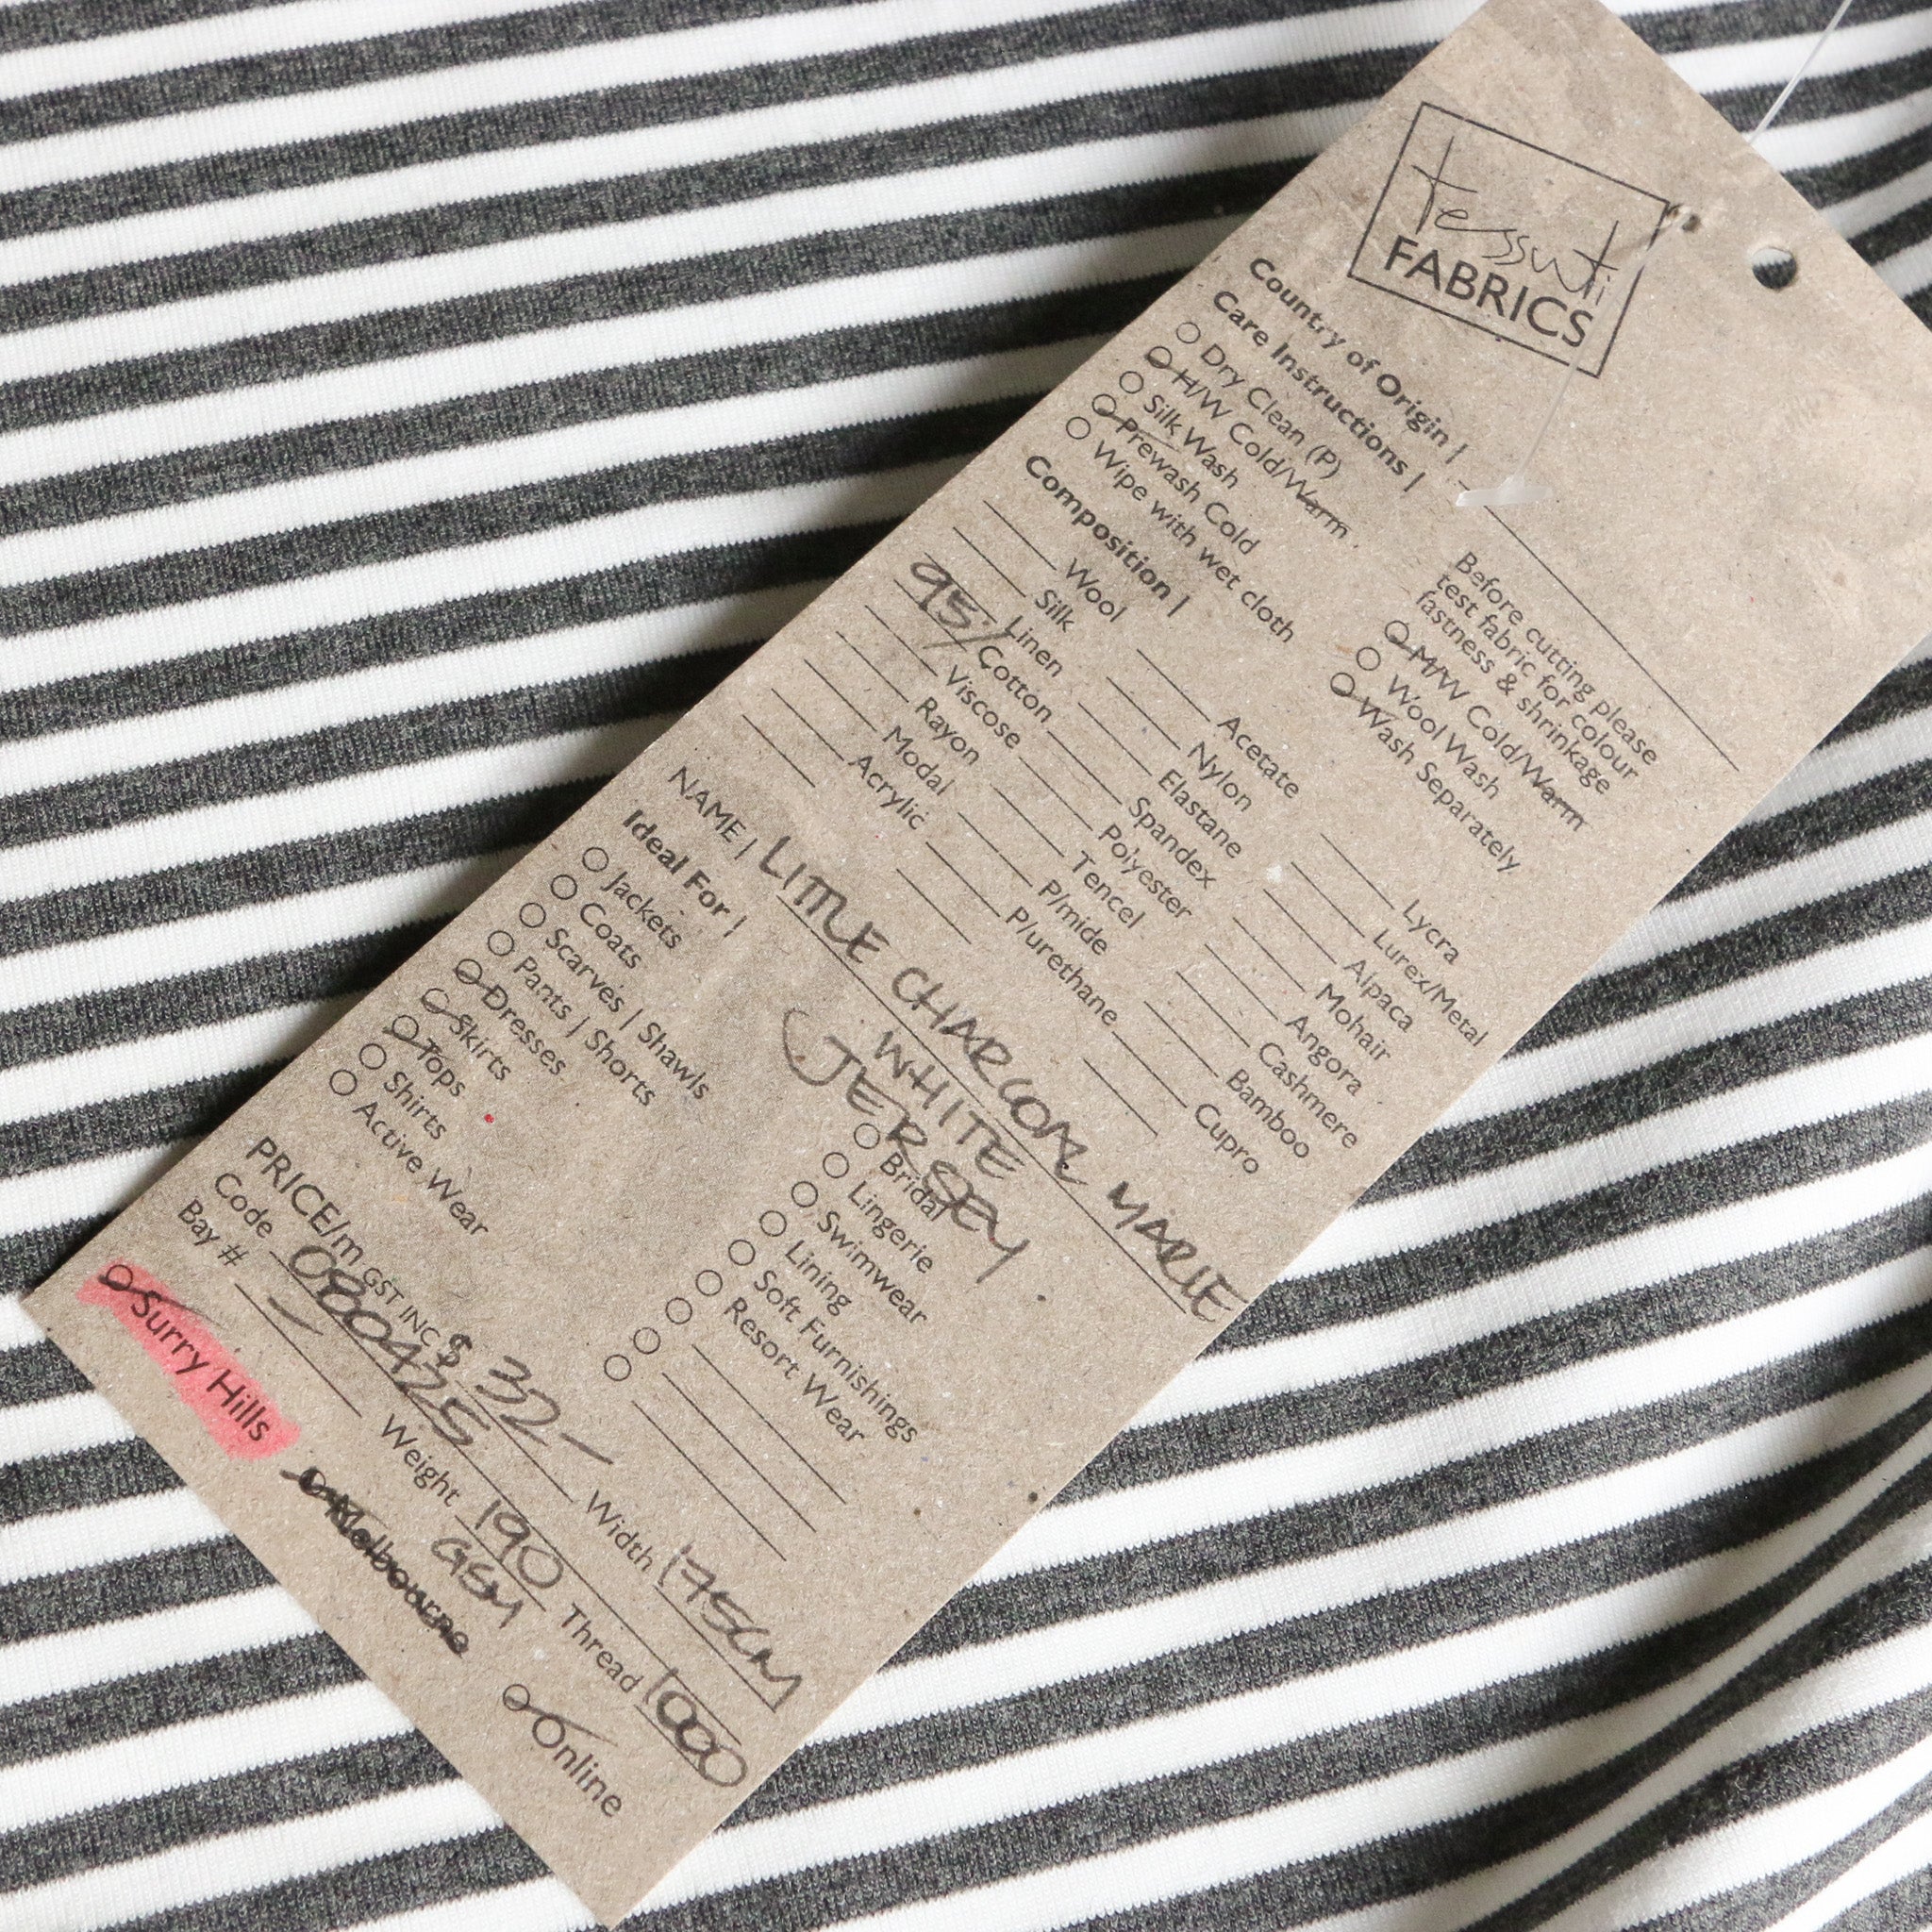 tessuti
FABRICS
Country of Origin |
Care Instructions |
Before cutting please
test fabric for colour
fastness & shrinkage
Dry Clean (P)
H/W Cold/Warm
Silk Wash
Prewash Cold
Wipe with wet cloth
M/W Cold/Warm
Wool Wash
Wash Separately
Composition |
Wool
Silk
Linen
95% Cotton
Viscose
Rayon
Modal
Acrylic
Acetate
Nylon
Elastane
Spandex
Polyester
Tencel
P/mide
P/urethane
Lycra
Lurex/Metal
Alpaca
Mohair
Angora
Cashmere
Bamboo
Cupro
NAME | LITTLE CHARCOAL MARIE
WHITE
JERSEY
Ideal For |
Jackets
Coats
Scarves | Shawls
Pants | Shorts
Dresses
Skirts
Tops
Shirts
Active Wear
Bridal
Lingerie
Swimwear
Lining
Soft Furnishings
Resort Wear
PRICE/m GST INC $ 32 -
Width 175CM
Code 080425
Weight 190
GSM
Thread 1000
Bay # -
Surry Hills
Melbourne
Online